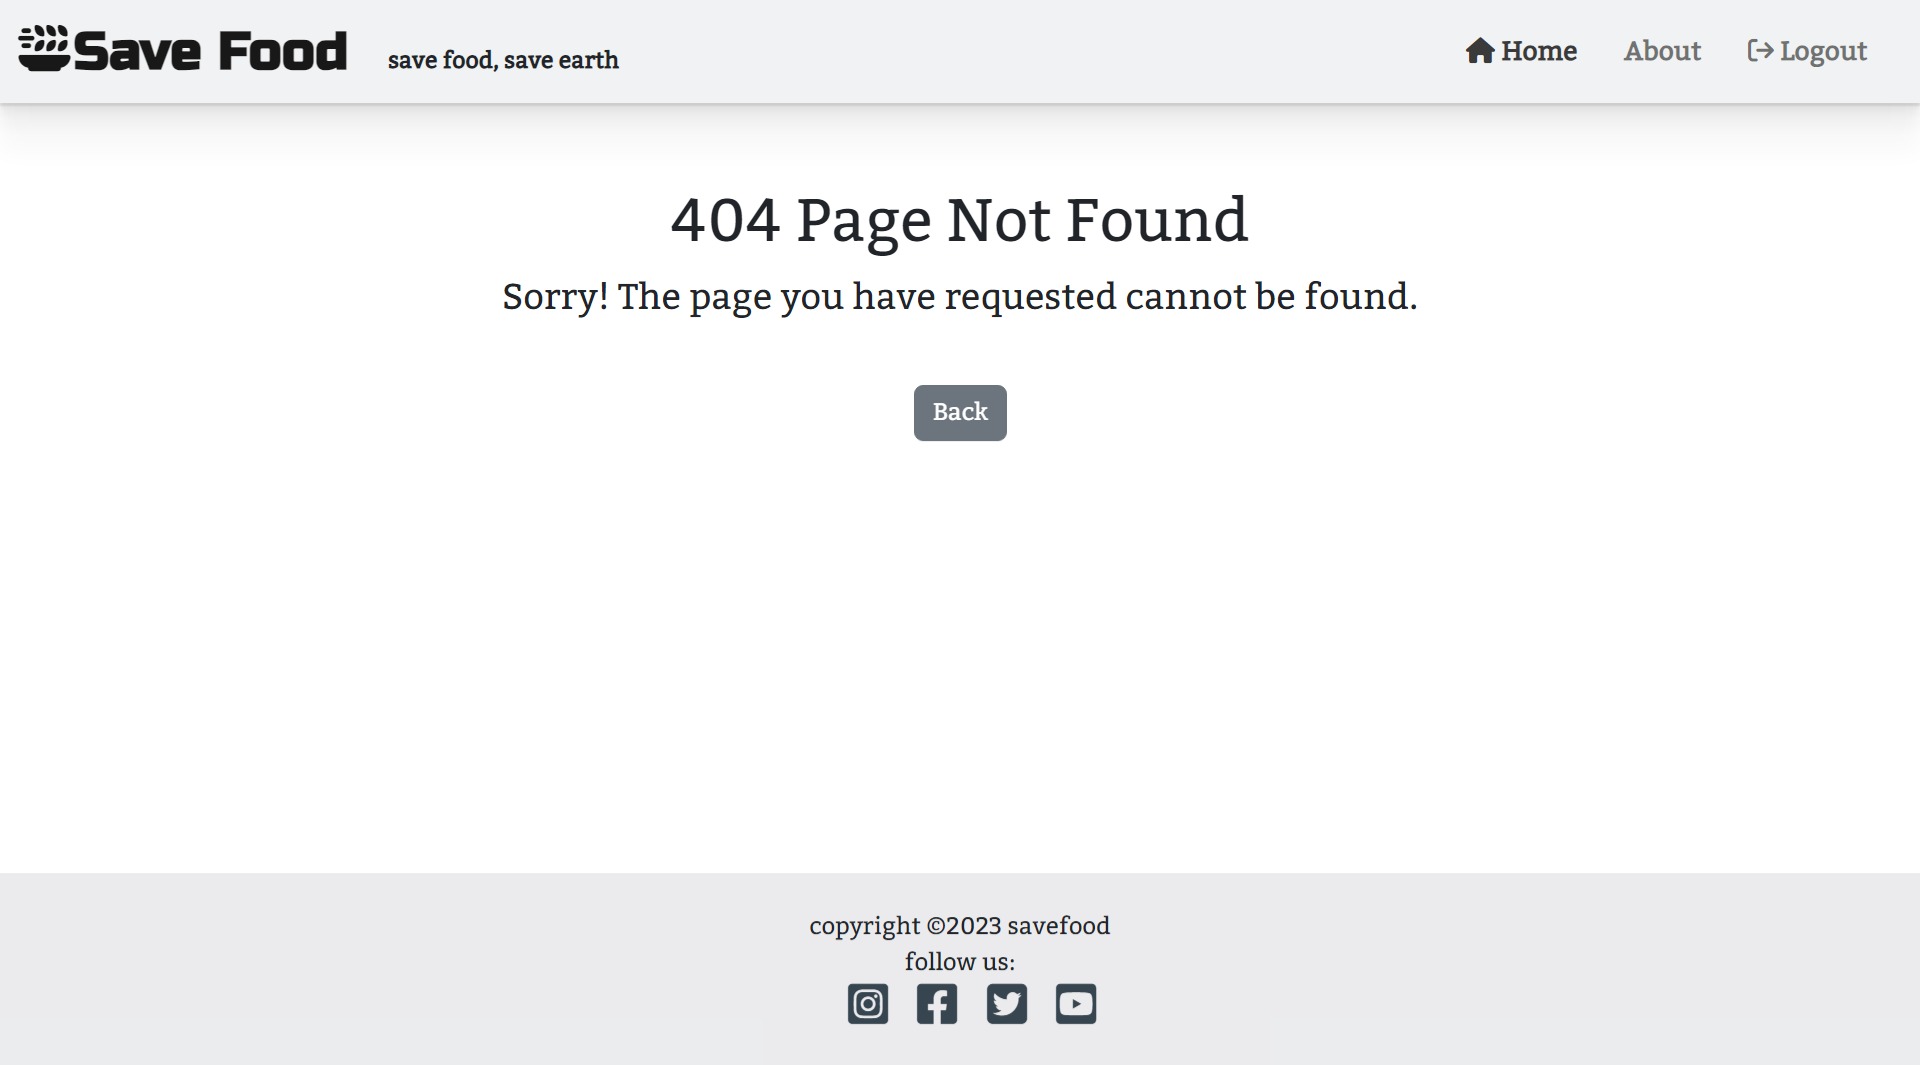 Save Food
save food, save earth
Home
About
Logout
404 Page Not Found
Sorry! The page you have requested cannot be found.
Back
copyright ©2023 savefood
follow us: